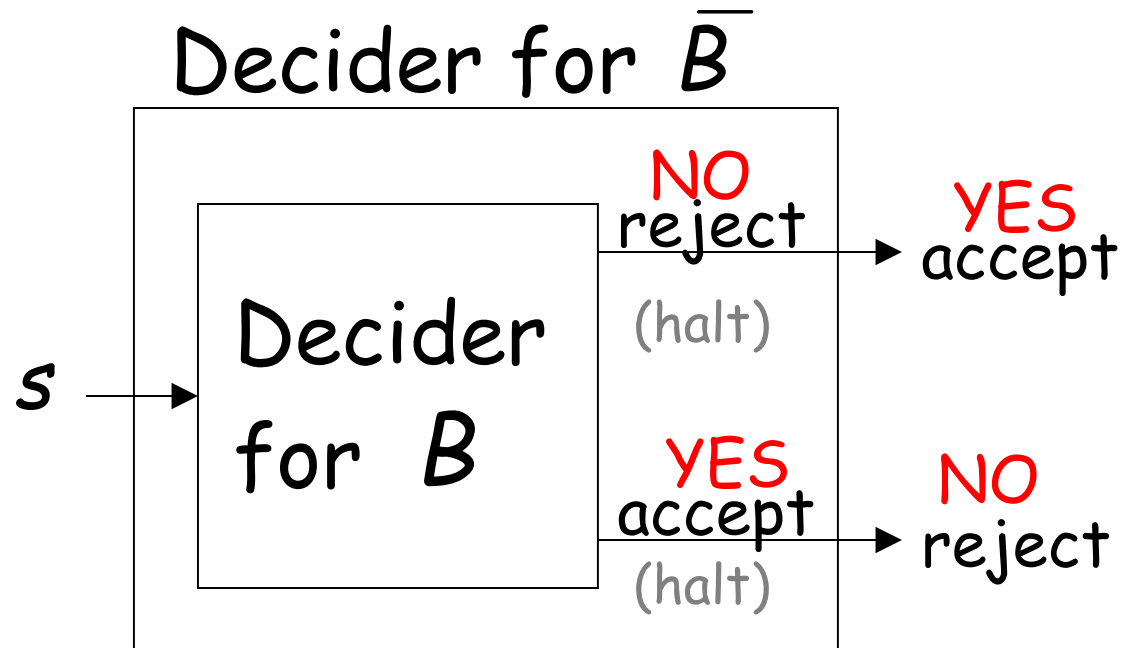 Decider for B̅
NO
reject
YES
accept
(halt)
Decider
for B
s
YES
accept
NO
reject
(halt)